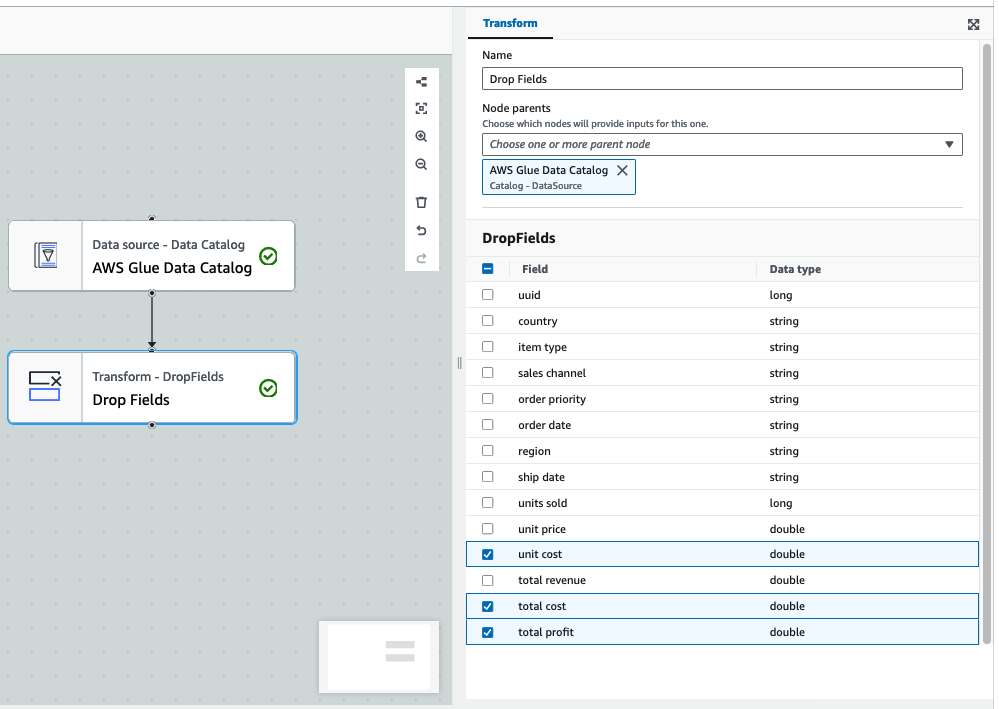 Transform
Name
Drop Fields
Node parents
Choose which nodes will provide inputs for this one.
Choose one or more parent node
AWS Glue Data Catalog
Catalog - DataSource
Data source - Data Catalog
AWS Glue Data Catalog
Transform - DropFields
Drop Fields
DropFields
Field Data type
uuid long
country string
item type string
sales channel string
order priority string
order date string
region string
ship date string
units sold long
unit price double
unit cost double
total revenue double
total cost double
total profit double